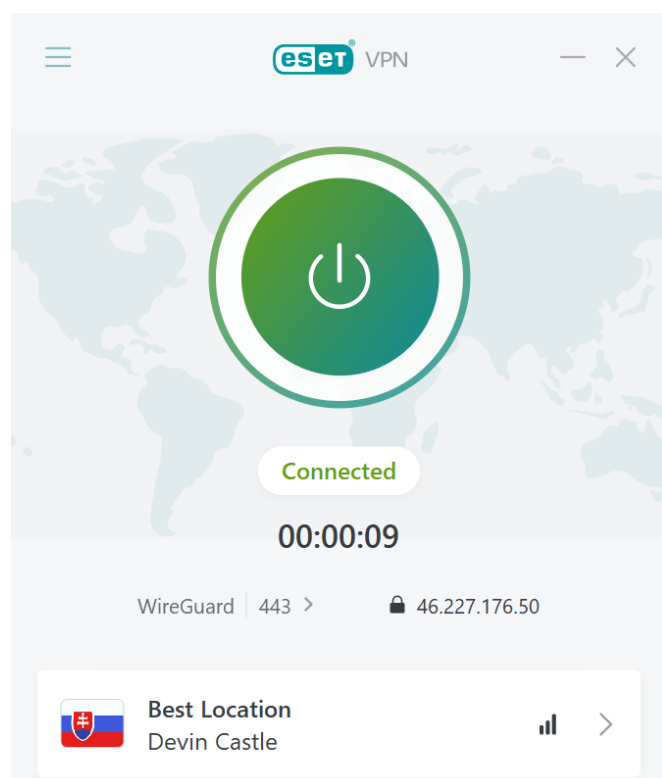 eset® VPN
Connected
00:00:09
WireGuard 443 46.227.176.50
Best Location
Devin Castle